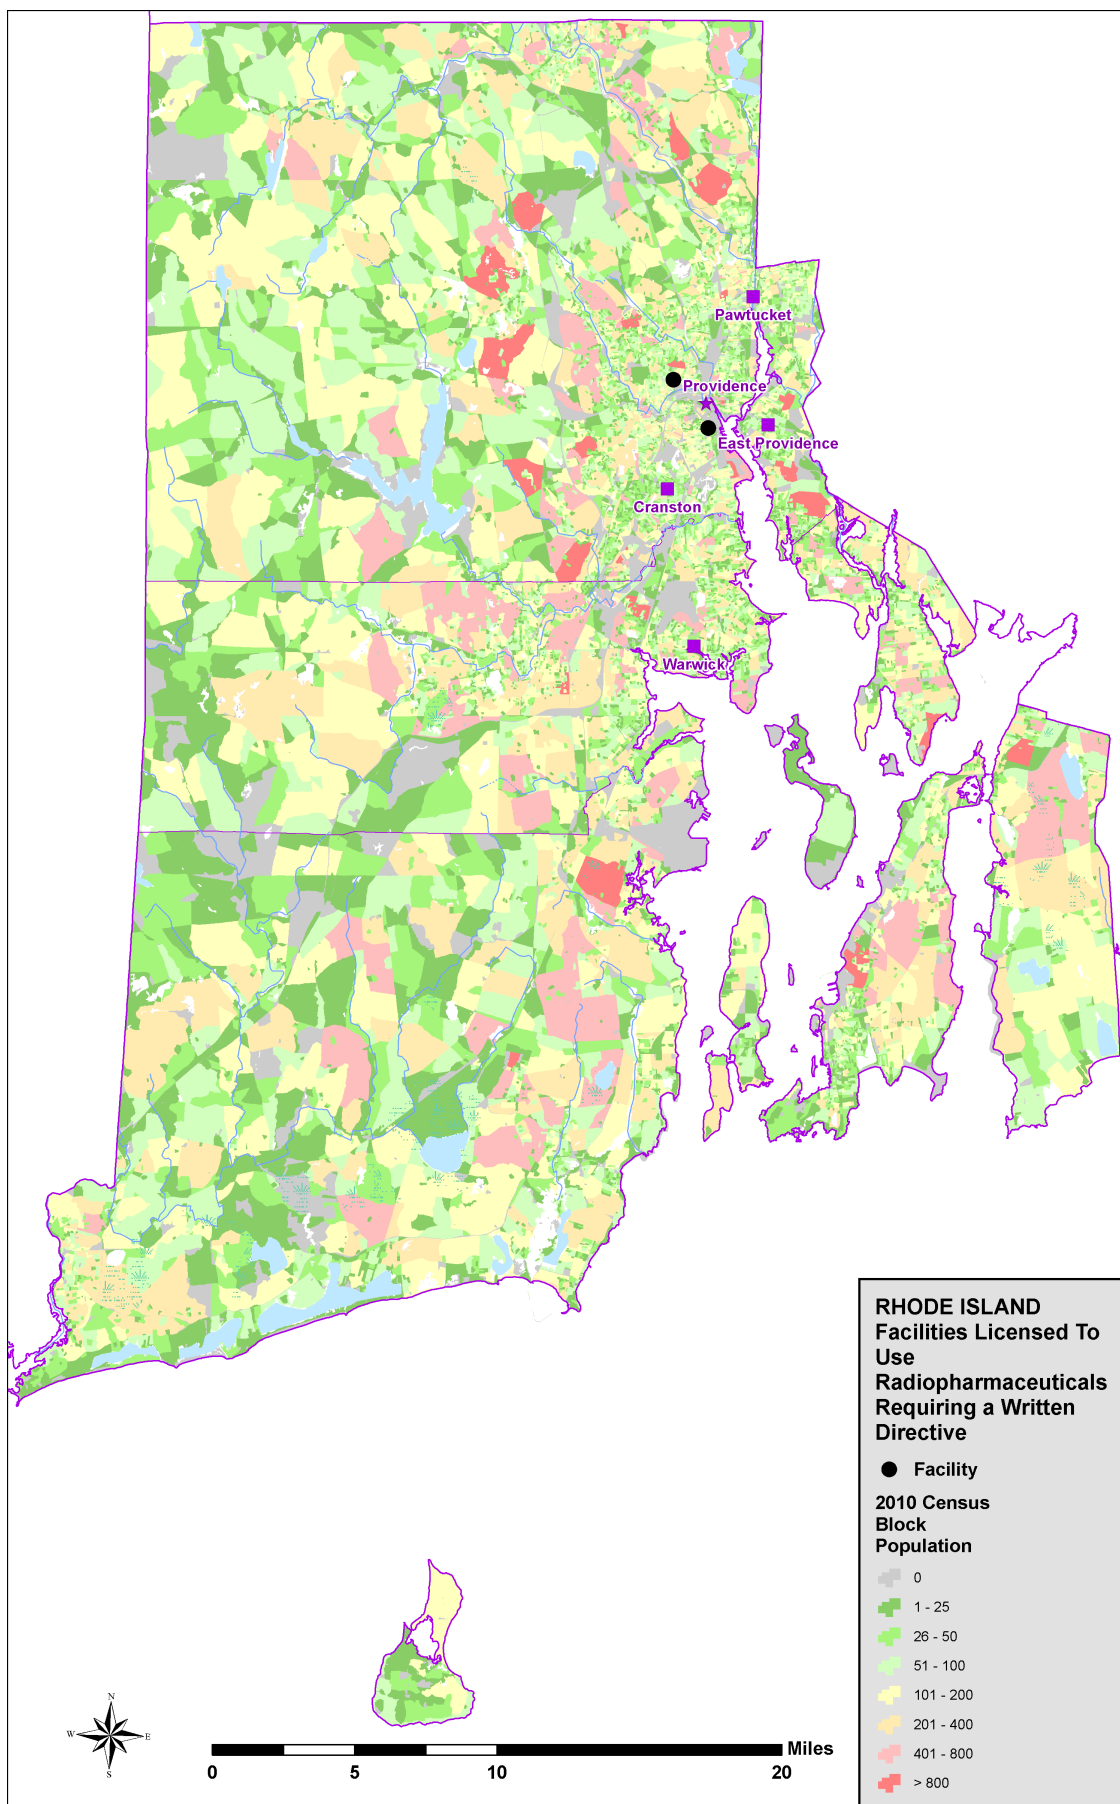 Pawtucket
Providence
East Providence
Cranston
Warwick
RHODE ISLAND
Facilities Licensed To
Use
Radiopharmaceuticals
Requiring a Written
Directive
Facility
2010 Census
Block
Population
0
1 - 25
26 - 50
51 - 100
101 - 200
201 - 400
401 - 800
> 800
N
W E
S
Miles
0 5 10 20